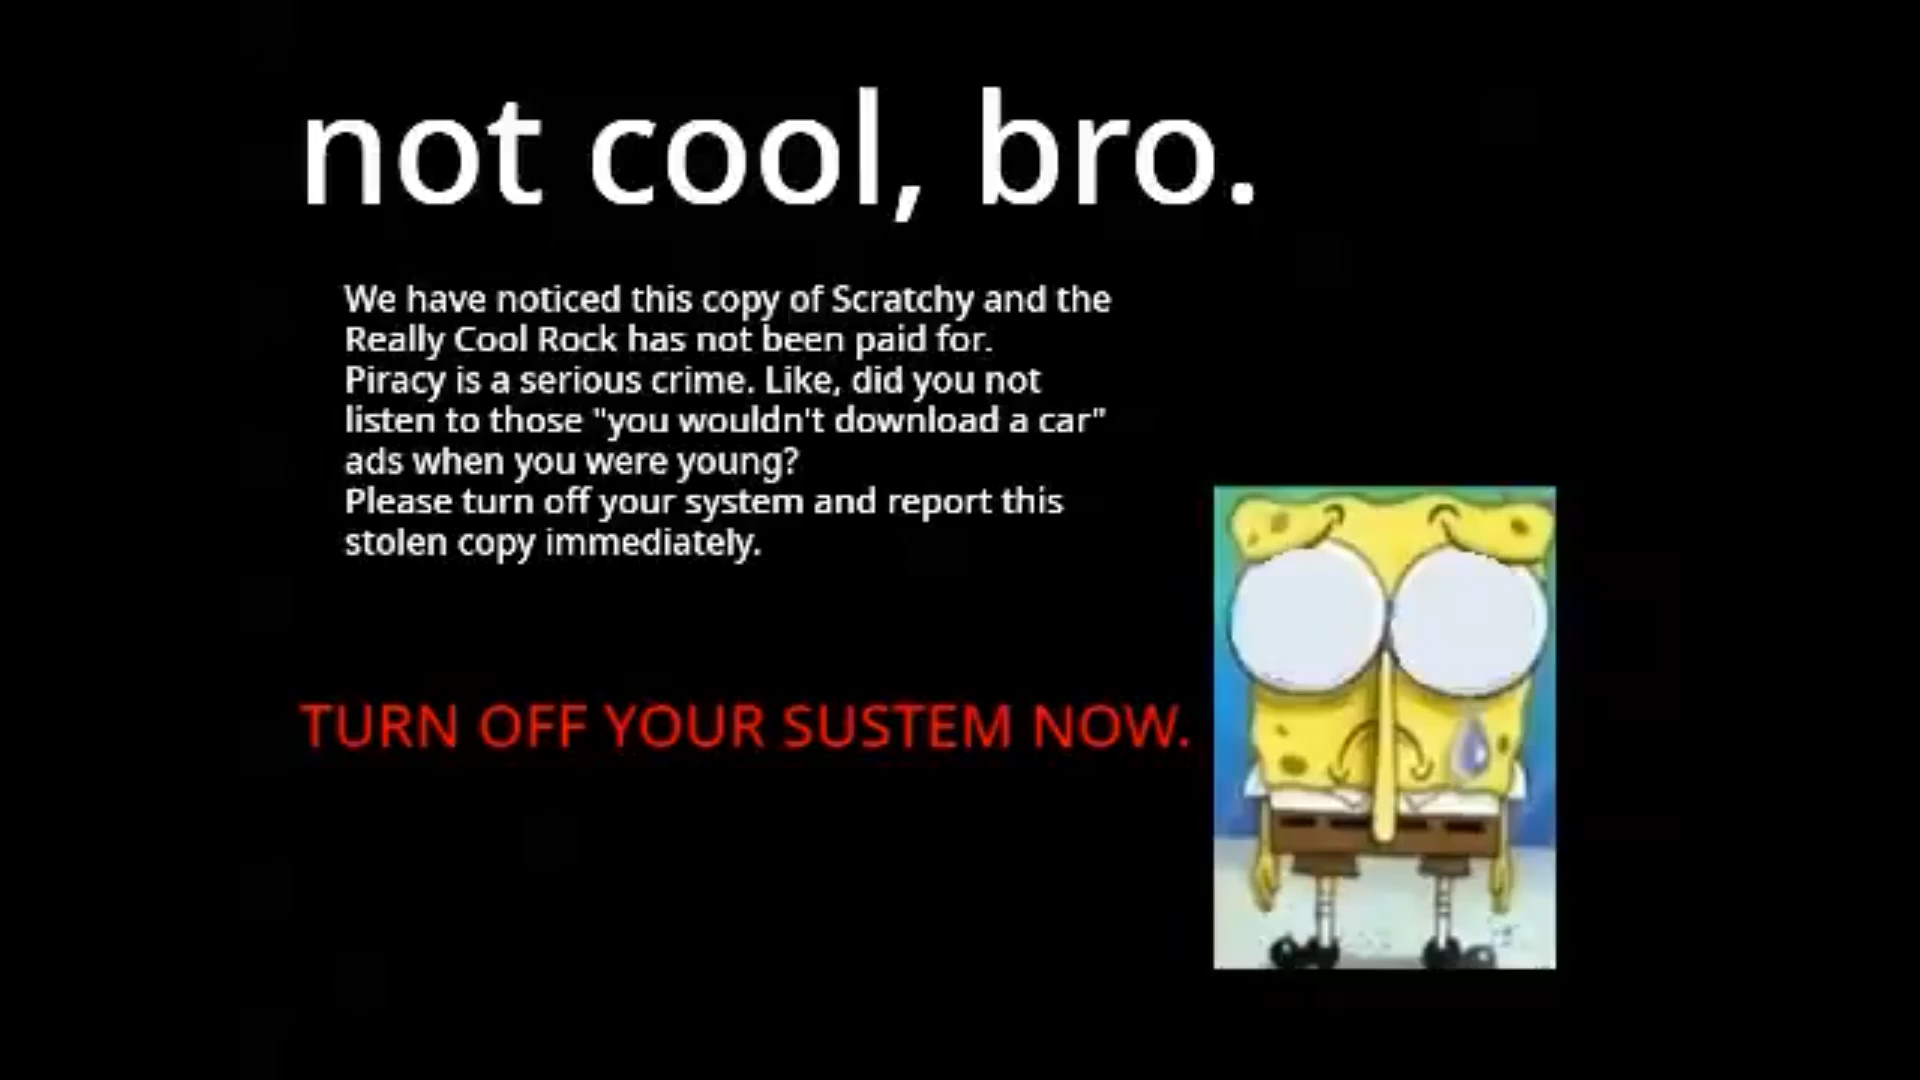 not cool, bro.
We have noticed this copy of Scratchy and the
Really Cool Rock has not been paid for.
Piracy is a serious crime. Like, did you not
listen to those "you wouldn't download a car"
ads when you were young?
Please turn off your system and report this
stolen copy immediately.
TURN OFF YOUR SUSTEM NOW.